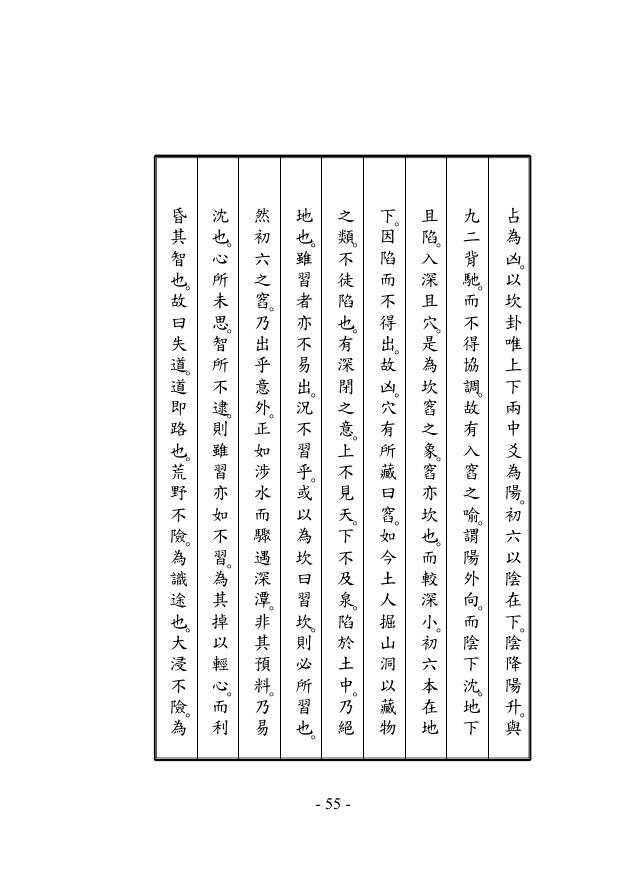 占為凶。以坎卦唯上下兩中爻為陽。初六以陰在下。陰降陽升。與
九二背馳。而不得協調。故有入窞之喻。謂陽外向。而陰下沈。地下
且陷。入深且穴。是為坎窞之象。窞亦坎也。而較深小。初六本在地
下。因陷而不得出。故凶。穴有所藏曰窞。如今土人掘山洞以藏物
之類。不徒陷也。有深閉之意。上不見天。下不及泉。陷於土中。乃絕
地也。雖習者亦不易出。況不習乎。或以為坎曰習坎。則必所習也。
然初六之窞。乃出乎意外。正如涉水而驟遇深潭。非其預料。乃易
沈也。心所未思。智所不逮。則雖習亦如不習。為其掉以輕心。而利
昏其智也。故曰失道。道即路也。荒野不險。為識途也。大浸不險。為
- 55 -